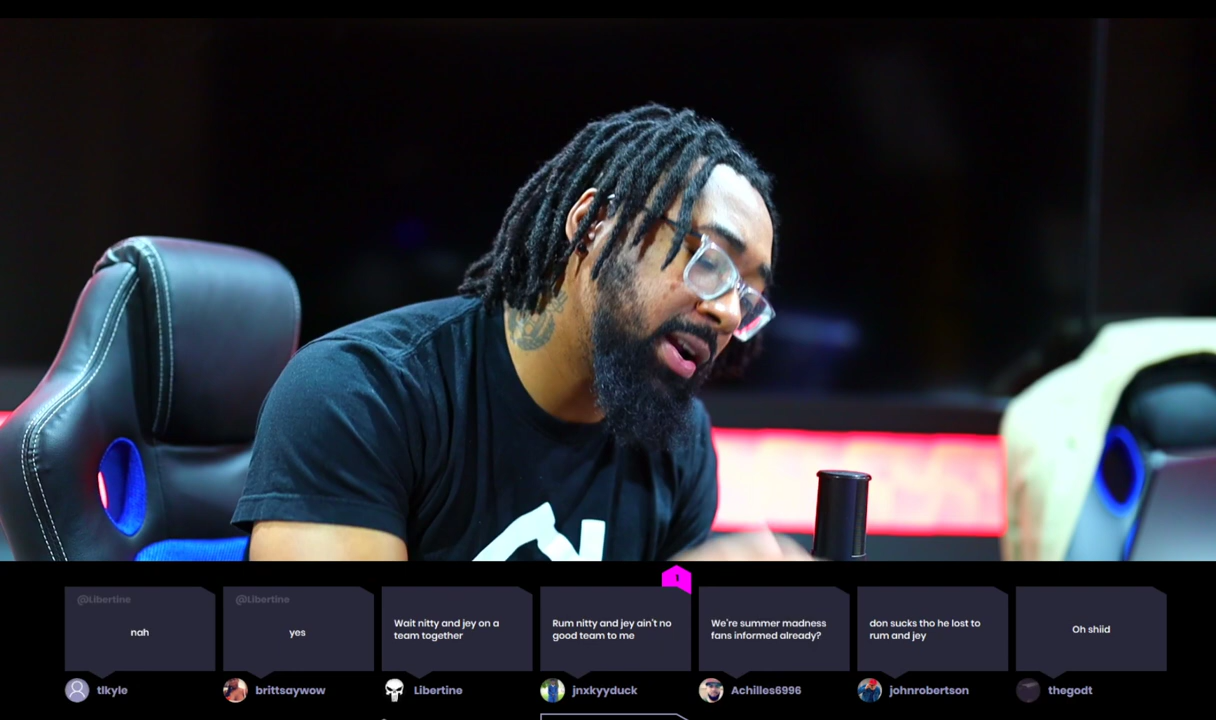 @Libertine
nah
@Libertine
yes
Wait nitty and jey on a
team together
1
Rum nitty and jey ain't no
good team to me
We're summer madness
fans informed already?
don sucks tho he lost to
rum and jey
Oh shiid
tlkyle
brittsaywow
Libertine
jnxkyyduck
Achilles6996
johnrobertson
thegodt